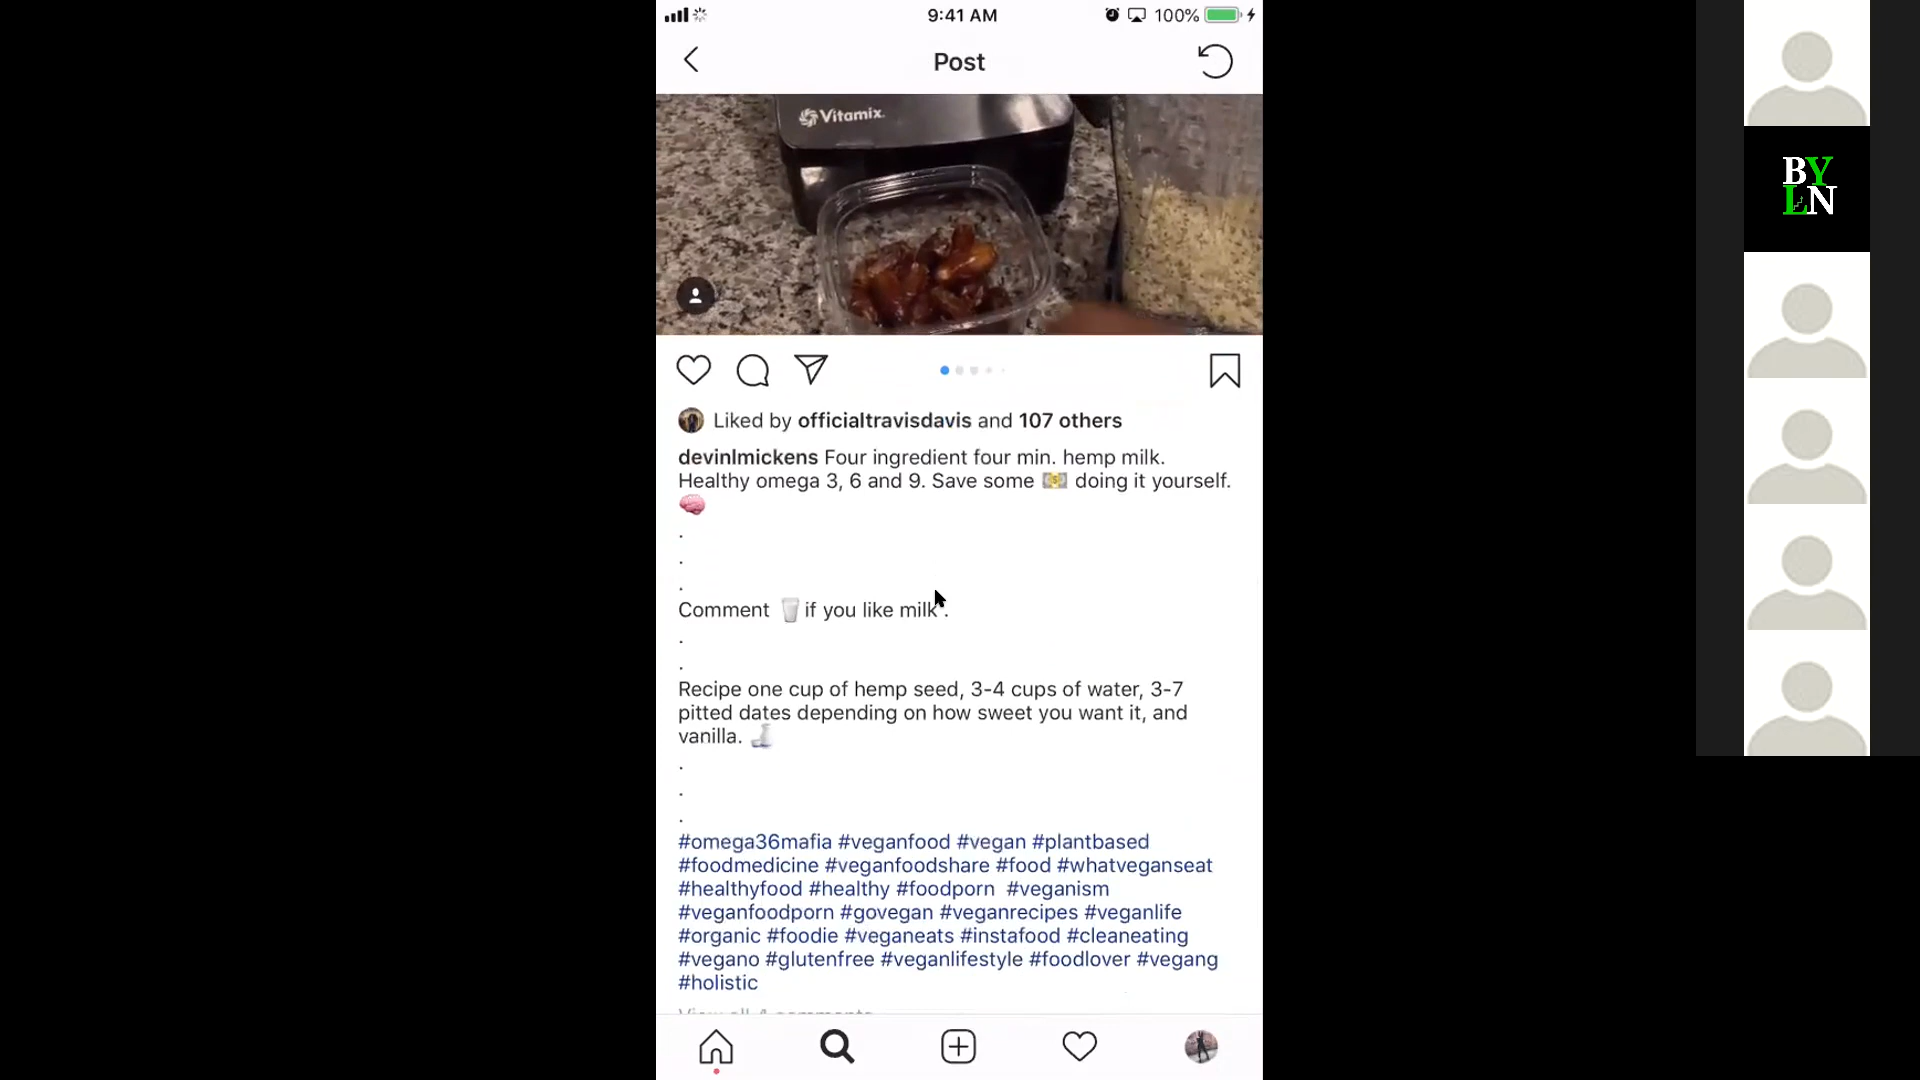 9:41 AM
100%
Post
Vitamix.
BY
LN
Liked by officialtravisdavis and 107 others
devinlmickens Four ingredient four min. hemp milk.
Healthy omega 3, 6 and 9. Save some 💵 doing it yourself.
🧠
.
.
.
Comment 🥛 if you like milk .
.
.
Recipe one cup of hemp seed, 3-4 cups of water, 3-7
pitted dates depending on how sweet you want it, and
vanilla. 🍶
.
.
.
#omega36mafia #veganfood #vegan #plantbased
#foodmedicine #veganfoodshare #food #whatveganseat
#healthyfood #healthy #foodporn #veganism
#veganfoodporn #govegan #veganrecipes #veganlife
#organic #foodie #veganeats #instafood #cleaneating
#vegano #glutenfree #veganlifestyle #foodlover #vegang
#holistic